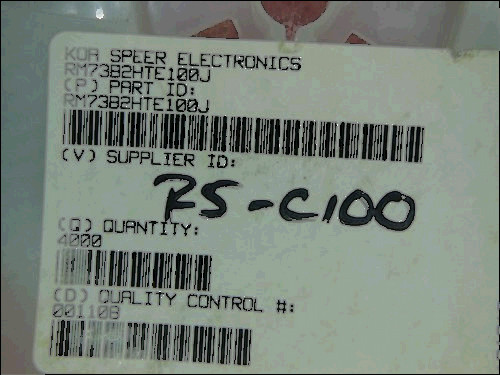 KOA SPEER ELECTRONICS
RM73B2HTE100J
(P) PART ID:
RM73B2HTE100J
(V) SUPPLIER ID:
RS-C100
(Q) QUANTITY:
4000
(D) QUALITY CONTROL #:
001108